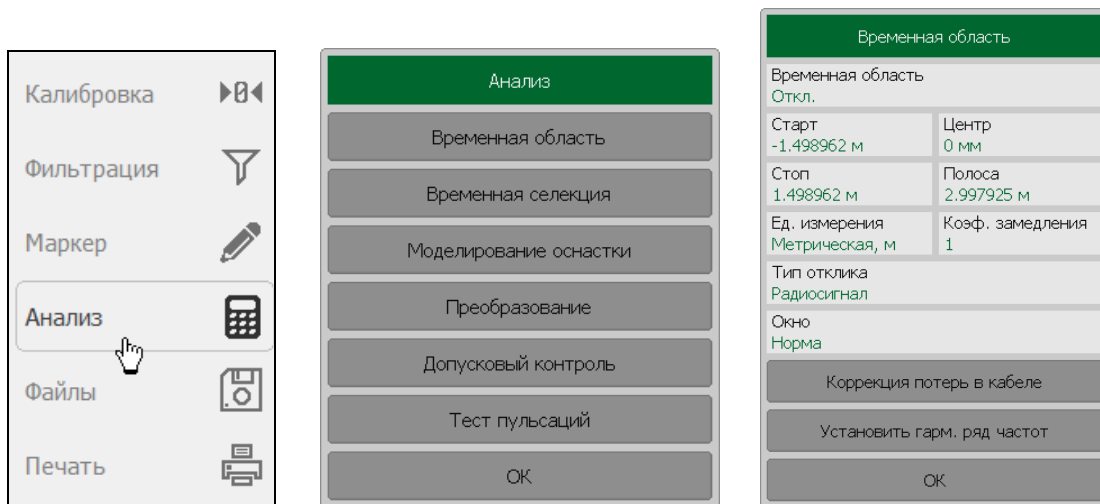 Калибровка
Фильтрация
Маркер
Анализ
Файлы
Печать
Анализ
Временная область
Временная селекция
Моделирование оснастки
Преобразование
Допусковый контроль
Тест пульсаций
ОК
Временная область
Временная область
Откл.
Старт Центр
-1.498962 м 0 мм
Стоп Полоса
1.498962 м 2.997925 м
Ед. измерения Коэф. замедления
Метрическая, м 1
Тип отклика
Радиосигнал
Окно
Норма
Коррекция потерь в кабеле
Установить гарм. ряд частот
ОК